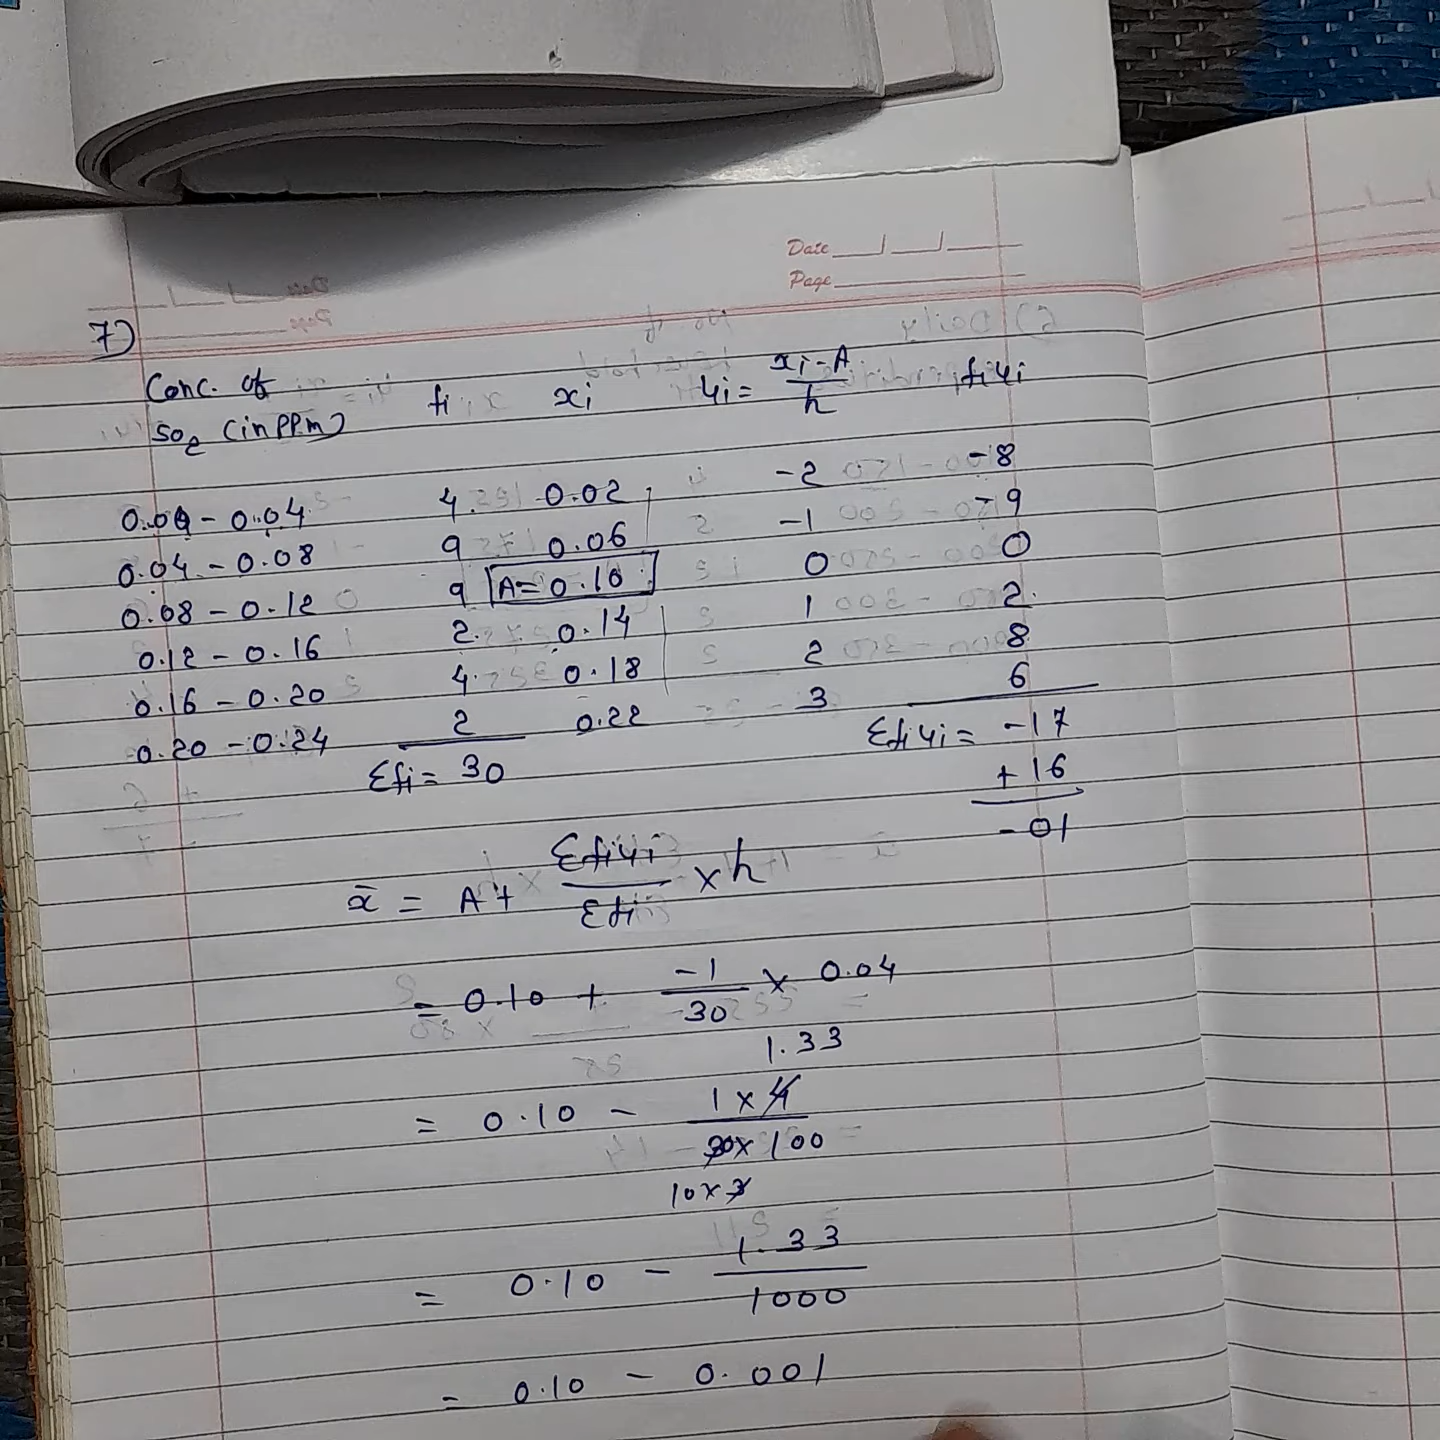 Date
Page
7)
Conc. of
SO2 (in PPm) fi xi yi = xi - A / h fiyi
0.00 - 0.04 4 0.02 -2 -8
0.04 - 0.08 9 0.06 -1 -9
0.08 - 0.12 9 A = 0.10 0 0
0.12 - 0.16 2 0.14 1 2
0.16 - 0.20 4 0.18 2 8
0.20 - 0.24 2 0.22 3 6
Σfi = 30 Σfiyi = -17
+ 16
- 01
x̄ = A + Σfiyi / Σfi × h
= 0.10 + -1 / 30 × 0.04
1.33
= 0.10 - 1 × 4 / 30 × 100
10 × 3
= 0.10 - 1.33 / 1000
= 0.10 - 0.001